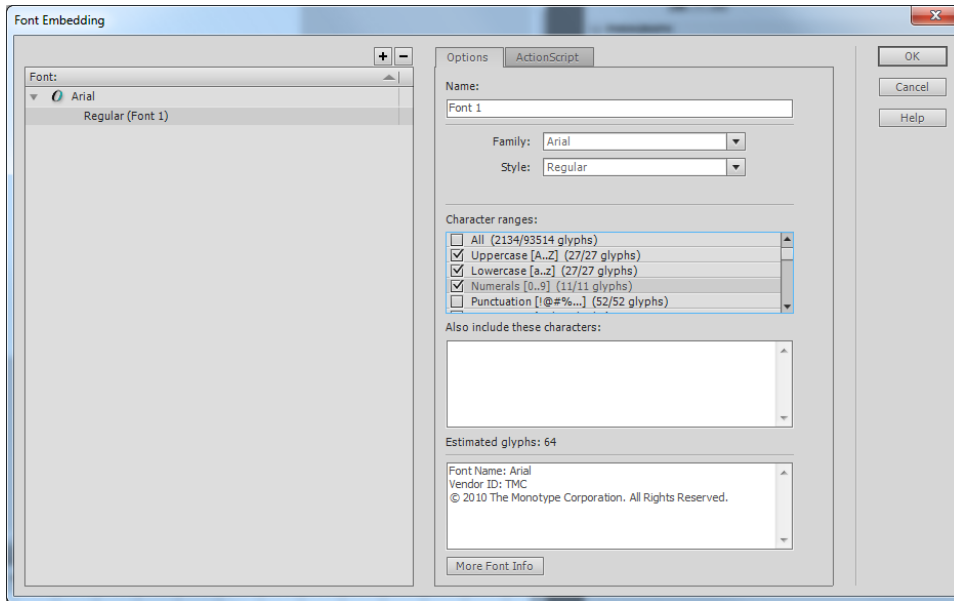 Font Embedding
Font:
Arial
Regular (Font 1)
Options
ActionScript
Name:
Font 1
Family:
Arial
Style:
Regular
Character ranges:
All (2134/93514 glyphs)
Uppercase [A..Z] (27/27 glyphs)
Lowercase [a..z] (27/27 glyphs)
Numerals [0..9] (11/11 glyphs)
Punctuation [!@#%...] (52/52 glyphs)
Also include these characters:
Estimated glyphs: 64
Font Name: Arial
Vendor ID: TMC
© 2010 The Monotype Corporation. All Rights Reserved.
More Font Info
OK
Cancel
Help